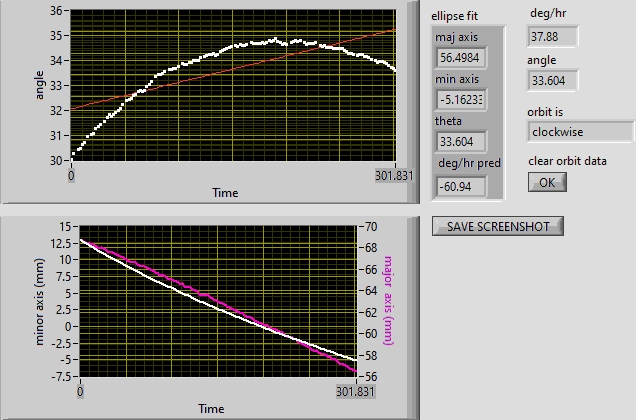 36
35
34
33
32
31
30
angle
0
301.831
Time
ellipse fit
maj axis
56.4984
min axis
-5.1623
theta
33.604
deg/hr pred
-60.94
deg/hr
37.88
angle
33.604
orbit is
clockwise
clear orbit data
OK
SAVE SCREENSHOT
15
12.5
10
7.5
5
2.5
0
-2.5
-5
-7.5
minor axis (mm)
70
68
66
64
62
60
58
56
major axis (mm)
0
301.831
Time